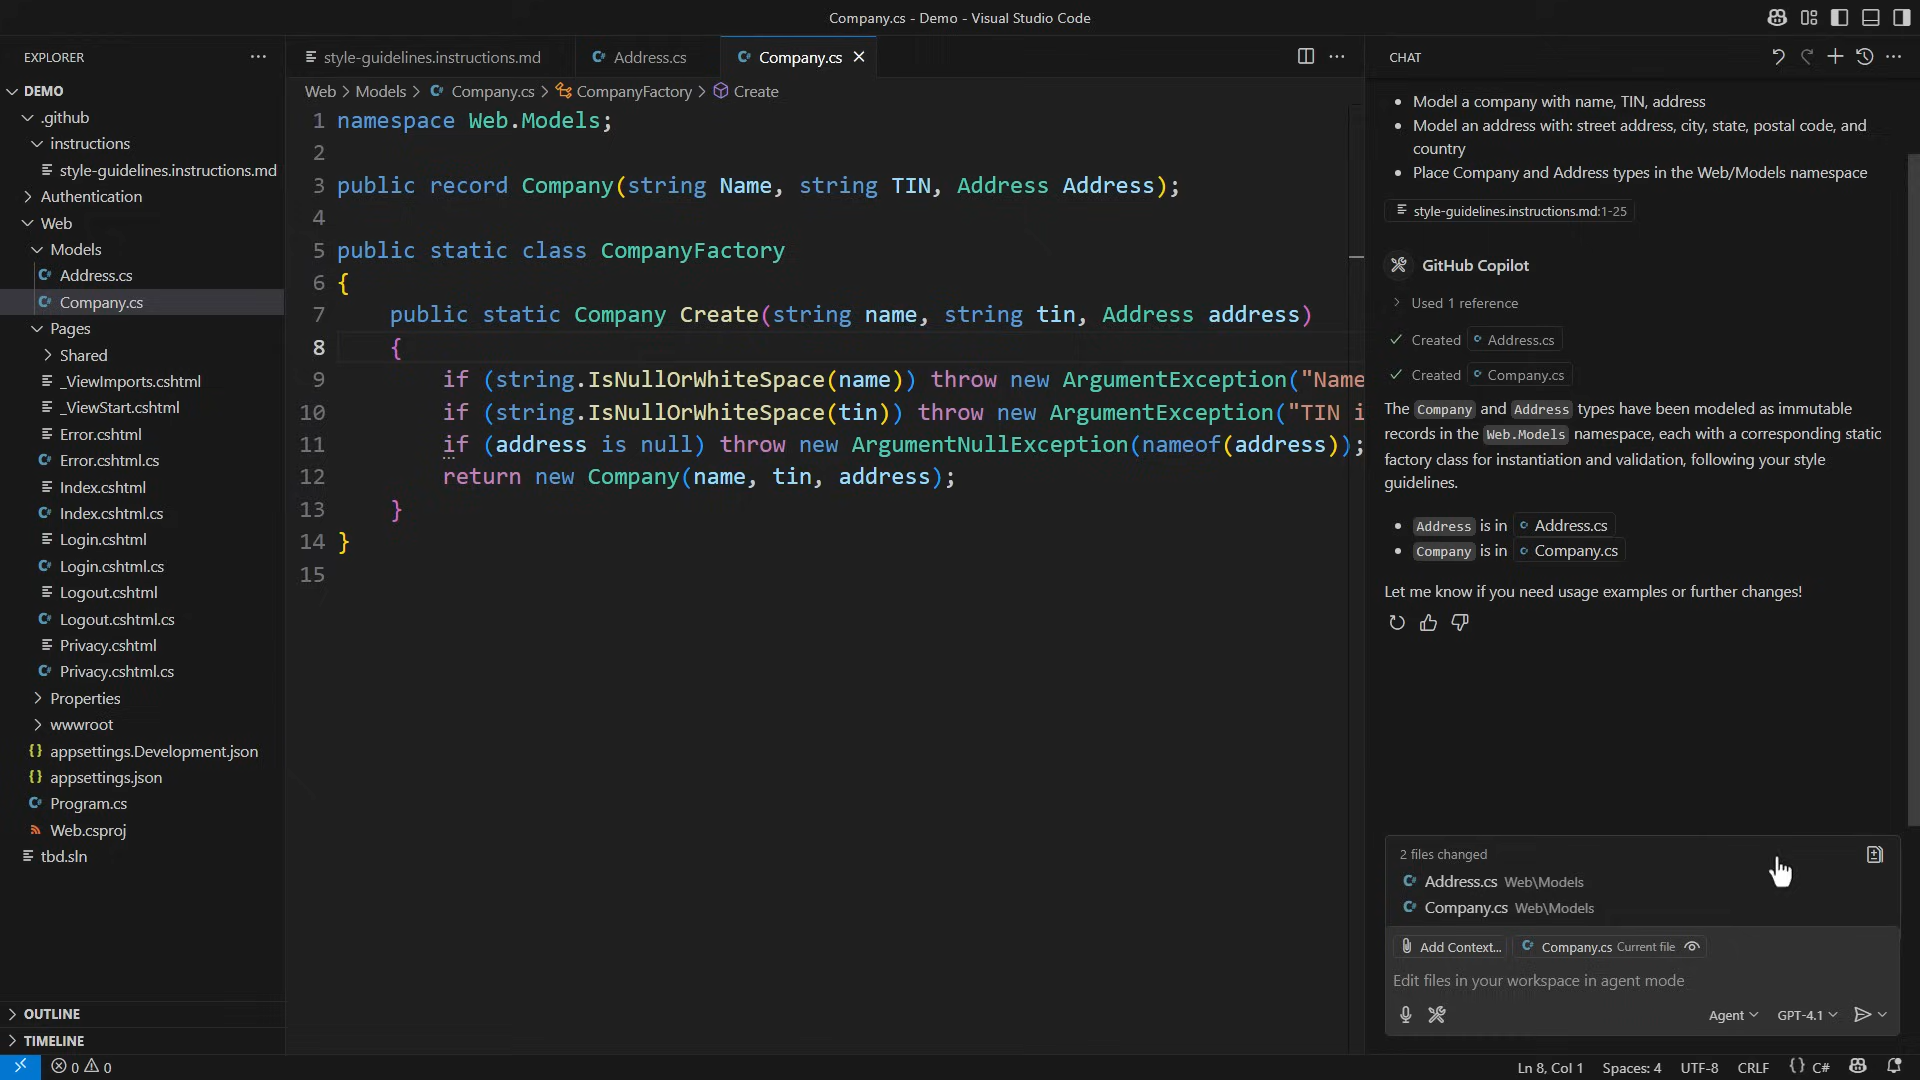 Company.cs - Demo - Visual Studio Code
EXPLORER
DEMO
.github
instructions
style-guidelines.instructions.md
Authentication
Web
Models
Address.cs
Company.cs
Pages
Shared
_ViewImports.cshtml
_ViewStart.cshtml
Error.cshtml
Error.cshtml.cs
Index.cshtml
Index.cshtml.cs
Login.cshtml
Login.cshtml.cs
Logout.cshtml
Logout.cshtml.cs
Privacy.cshtml
Privacy.cshtml.cs
Properties
wwwroot
appsettings.Development.json
appsettings.json
Program.cs
Web.csproj
tbd.sln
OUTLINE
TIMELINE
style-guidelines.instructions.md Address.cs Company.cs
Web > Models > Company.cs > CompanyFactory > Create
1 namespace Web.Models;
2
3 public record Company(string Name, string TIN, Address Address);
4
5 public static class CompanyFactory
6 {
7 public static Company Create(string name, string tin, Address address)
8 {
9 if (string.IsNullOrWhiteSpace(name)) throw new ArgumentException("Name
10 if (string.IsNullOrWhiteSpace(tin)) throw new ArgumentException("TIN i
11 if (address is null) throw new ArgumentNullException(nameof(address));
12 return new Company(name, tin, address);
13 }
14 }
15
CHAT
• Model a company with name, TIN, address
• Model an address with: street address, city, state, postal code, and
country
• Place Company and Address types in the Web/Models namespace
style-guidelines.instructions.md:1-25
GitHub Copilot
Used 1 reference
Created Address.cs
Created Company.cs
The Company and Address types have been modeled as immutable
records in the Web.Models namespace, each with a corresponding static
factory class for instantiation and validation, following your style
guidelines.
• Address is in Address.cs
• Company is in Company.cs
Let me know if you need usage examples or further changes!
2 files changed
Address.cs Web\Models
Company.cs Web\Models
Add Context... Company.cs Current file
Edit files in your workspace in agent mode
Agent GPT-4.1
0 0
Ln 8, Col 1 Spaces: 4 UTF-8 CRLF {} C#